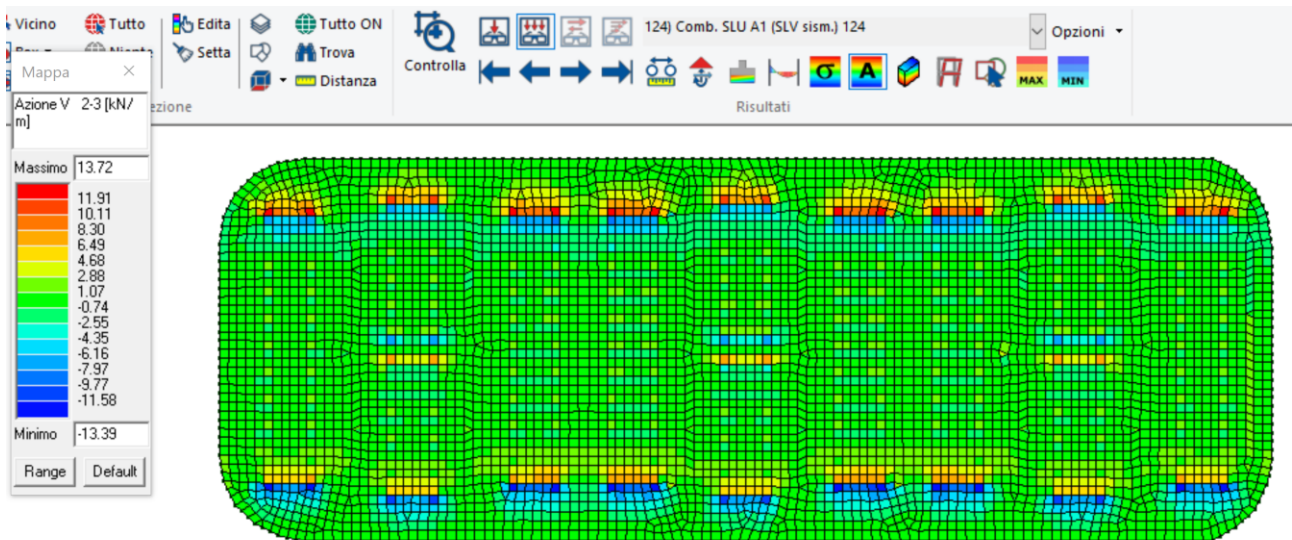 Vicino
Tutto
Edita
Tutto ON
124) Comb. SLU A1 (SLV sism.) 124
Opzioni
Setta
Trova
Controlla
Distanza
MAX
MIN
Risultati
Mappa
Azione V 2-3 [kN/
m]
Massimo 13.72
11.91
10.11
8.30
6.49
4.68
2.88
1.07
-0.74
-2.55
-4.35
-6.16
-7.97
-9.77
-11.58
Minimo -13.39
Range Default
σ
A